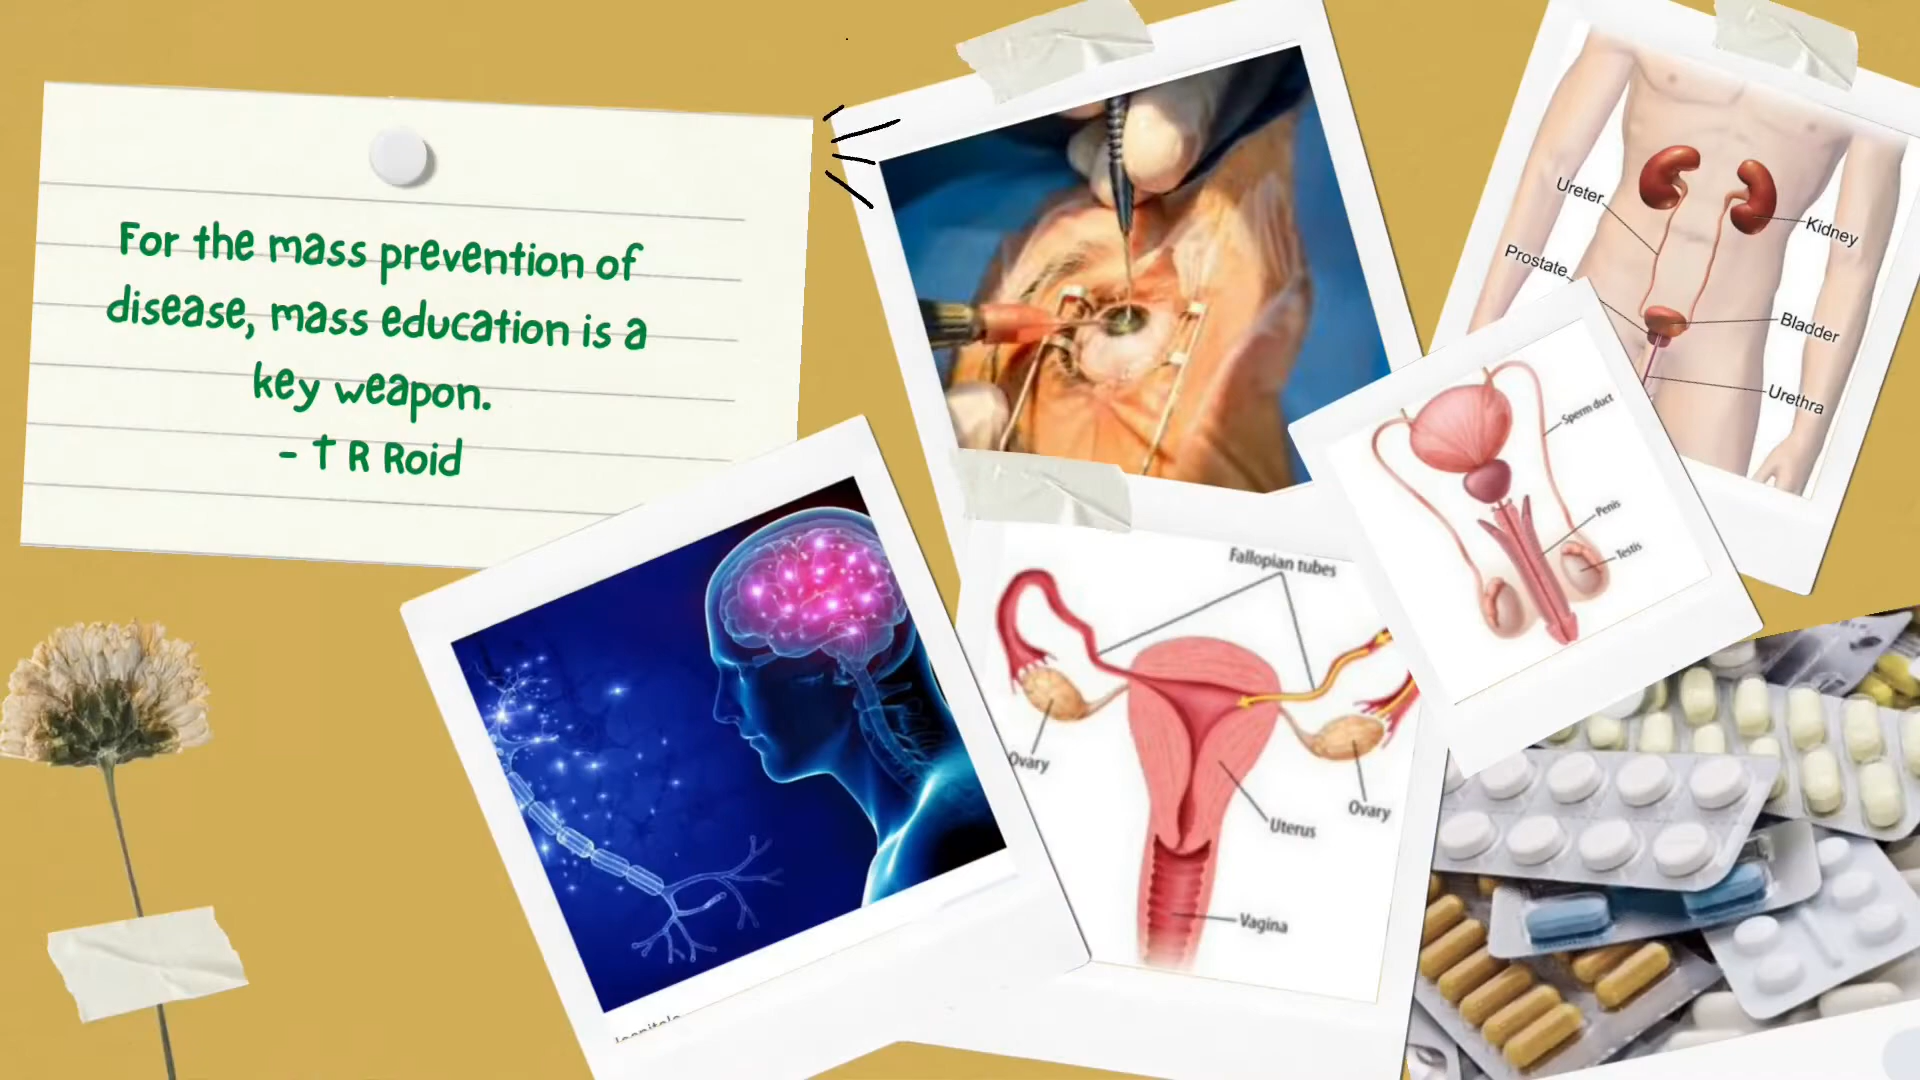 For the mass prevention of
disease, mass education is a
key weapon.
- T R Roid
Ureter
Kidney
Prostate
Bladder
Urethra
Sperm duct
Penis
Testis
Fallopian tubes
Ovary
Ovary
Uterus
Vagina